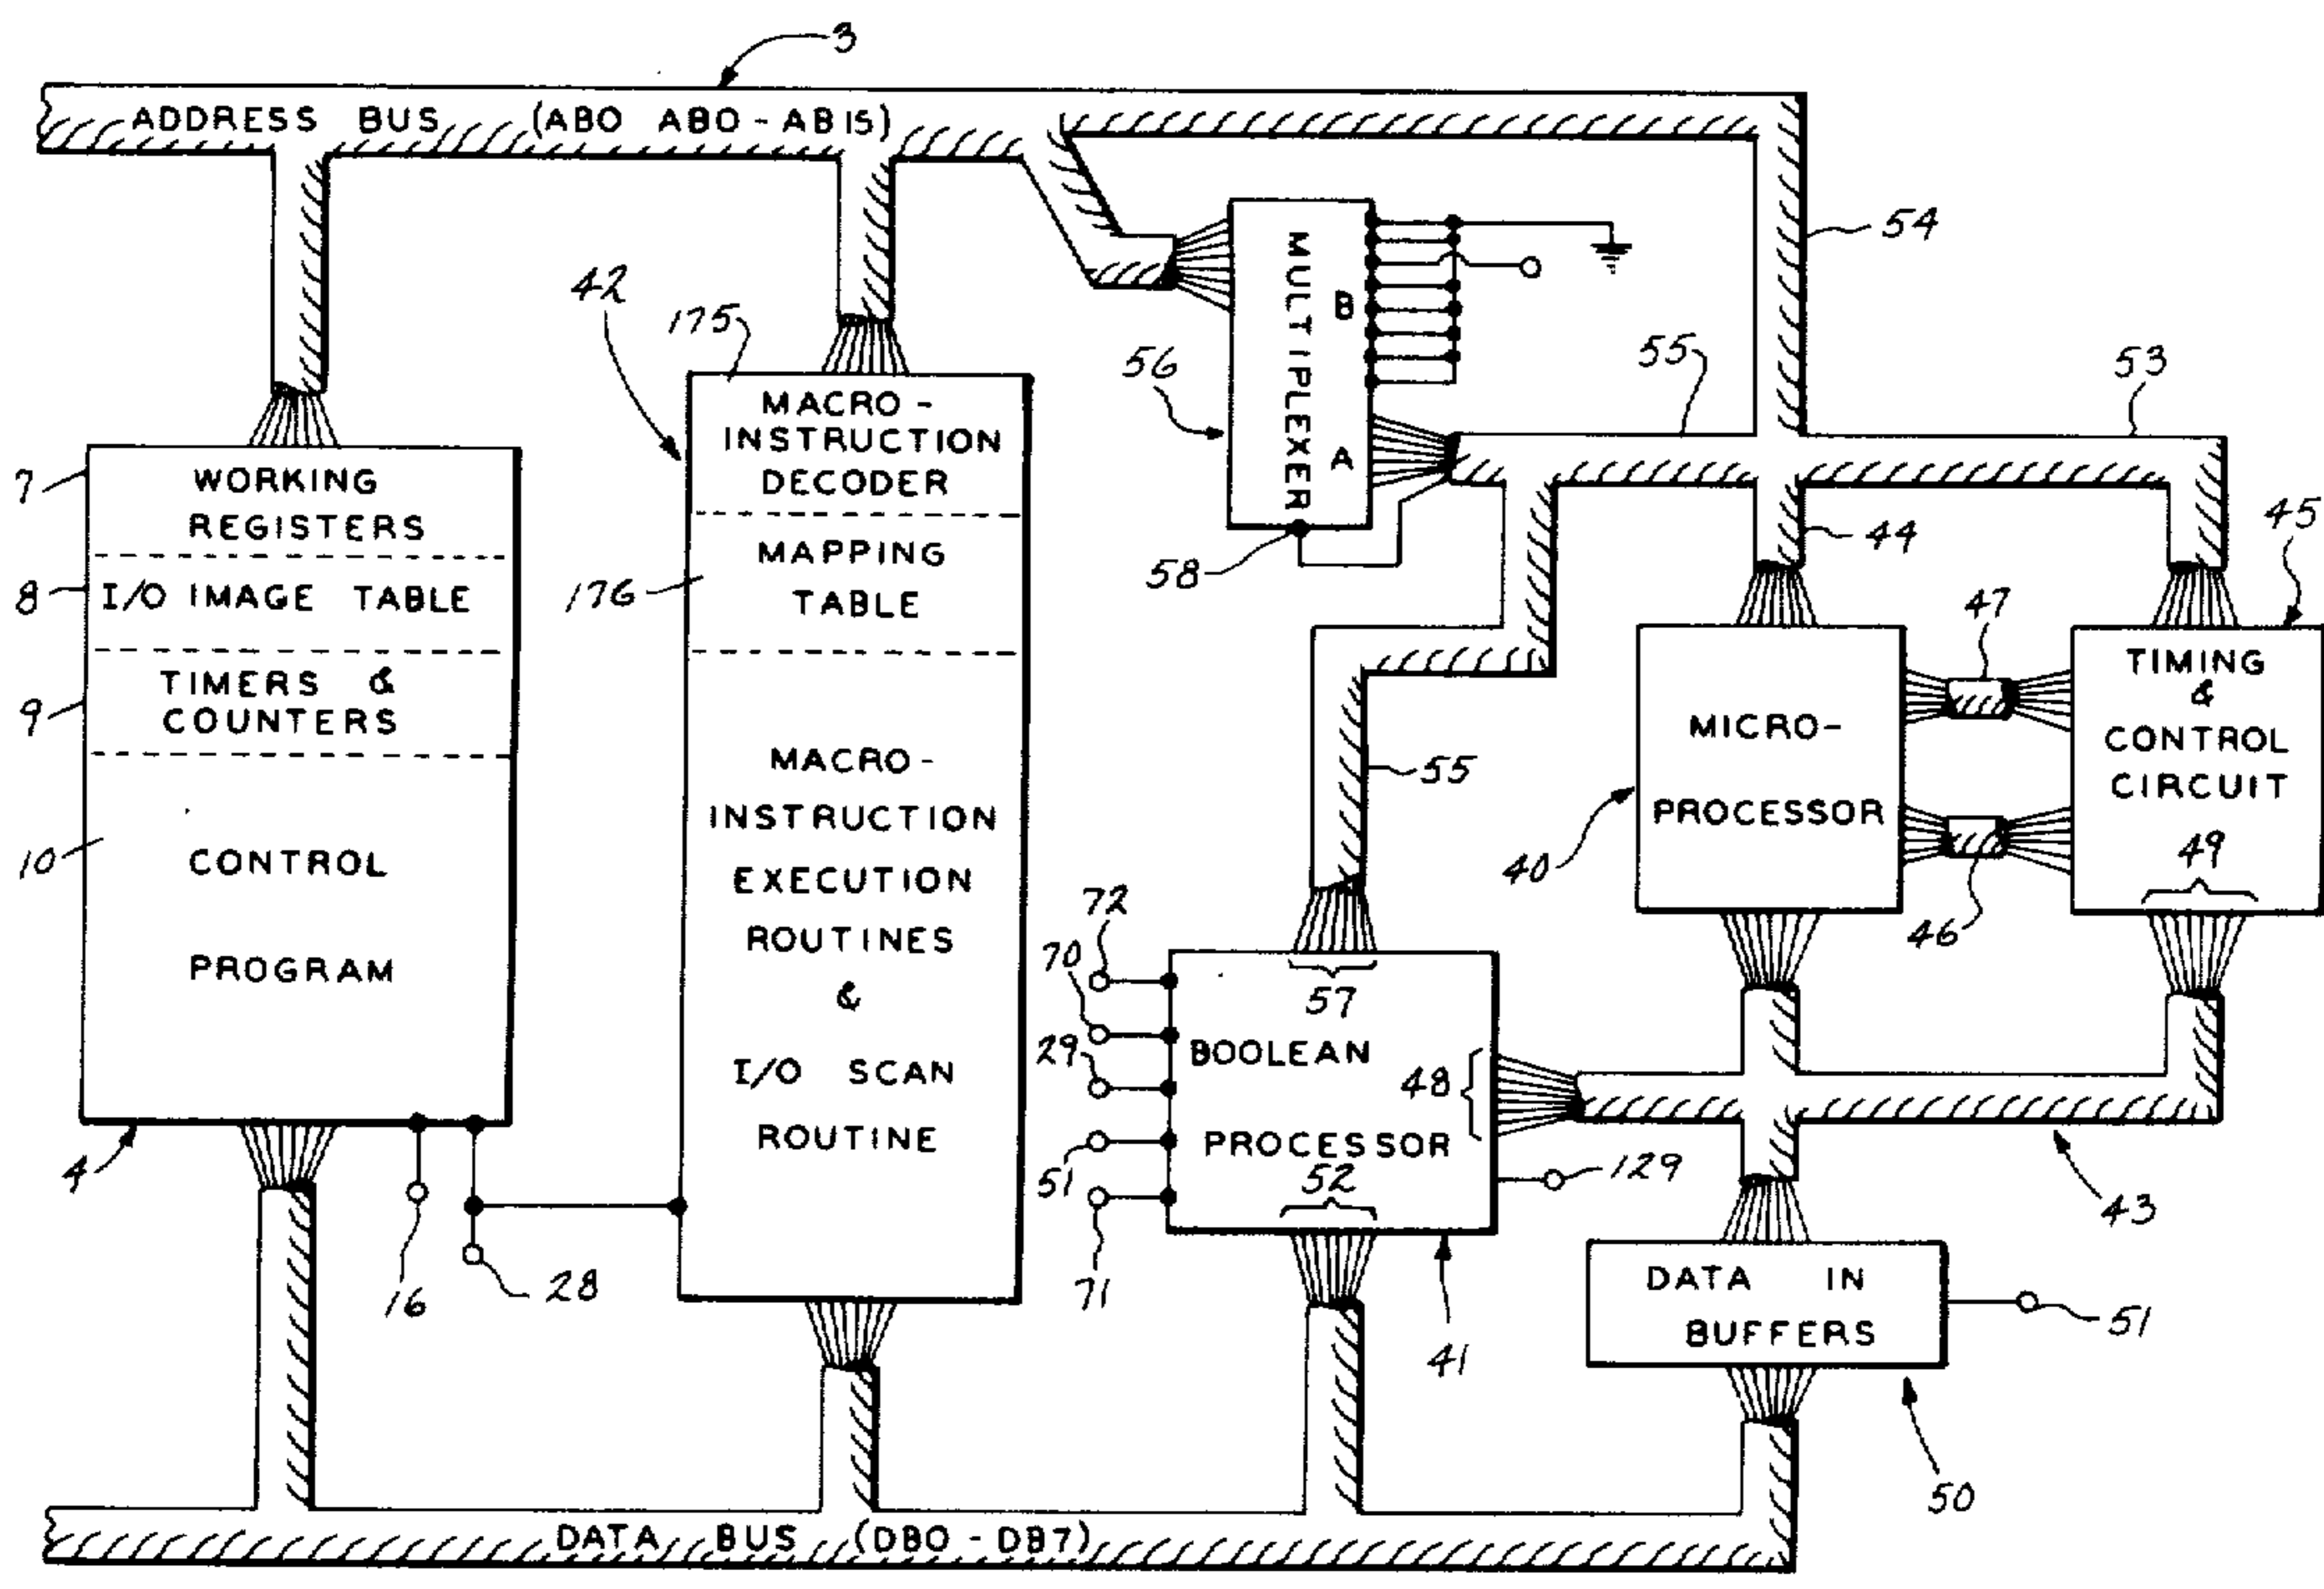 3
ADDRESS BUS (ABO ABO - AB15)
54
42
175
MULTIPLEXER
B
A
56
58
55
53
44
45
7
WORKING
REGISTERS
8
I/O IMAGE TABLE
9
TIMERS &
COUNTERS
10
CONTROL
PROGRAM
4
16
28
MACRO -
INSTRUCTION
DECODER
176
MAPPING
TABLE
MACRO -
INSTRUCTION
EXECUTION
ROUTINES
&
I/O SCAN
ROUTINE
55
47
MICRO -
PROCESSOR
40
46
TIMING
&
CONTROL
CIRCUIT
49
72
70
29
51
71
57
BOOLEAN
PROCESSOR
48
52
129
41
43
DATA IN
BUFFERS
51
50
DATA BUS (DBO - DB7)